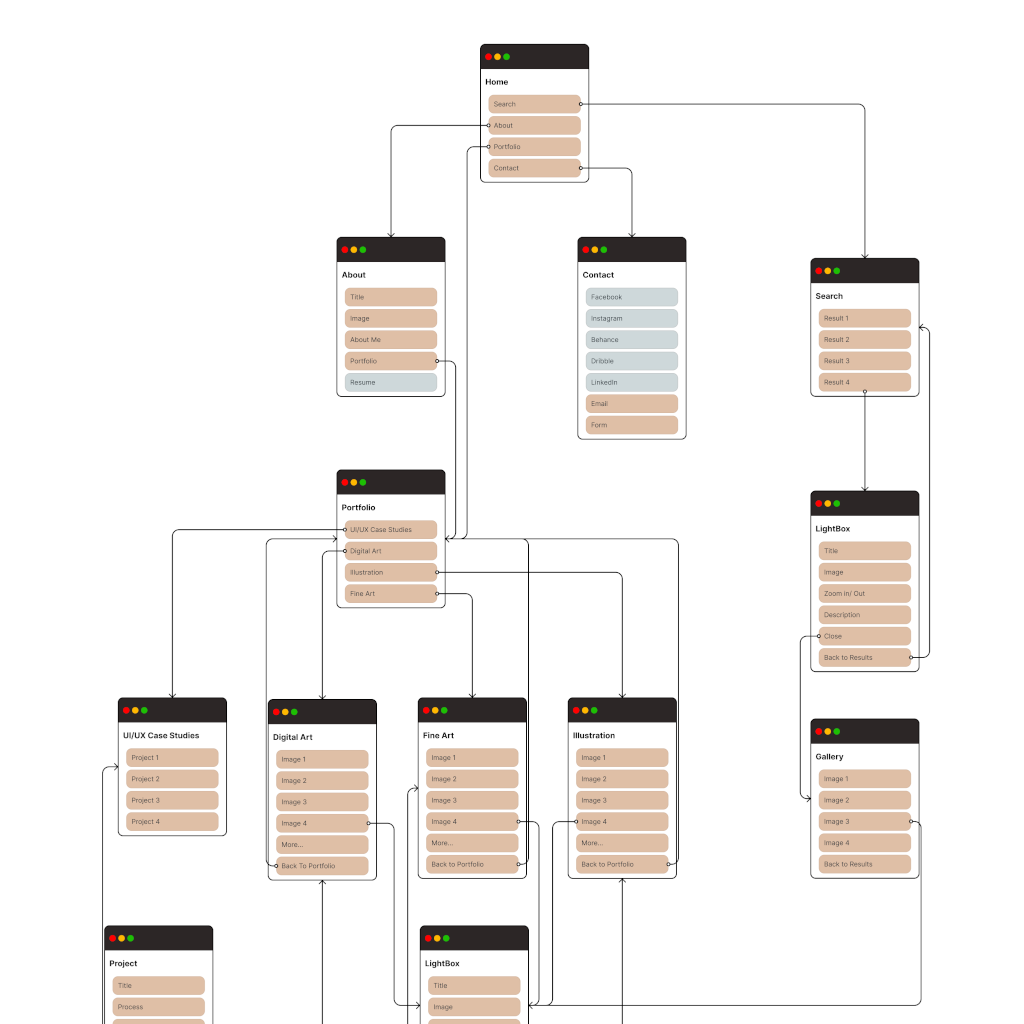 Home
Search
About
Portfolio
Contact
About
Title
Image
About Me
Portfolio
Resume
Contact
Facebook
Instagram
Behance
Dribble
LinkedIn
Email
Form
Search
Result 1
Result 2
Result 3
Result 4
Portfolio
UI/UX Case Studies
Digital Art
Illustration
Fine Art
LightBox
Title
Image
Zoom in/ Out
Description
Close
Back to Results
UI/UX Case Studies
Project 1
Project 2
Project 3
Project 4
Digital Art
Image 1
Image 2
Image 3
Image 4
More...
Back To Portfolio
Fine Art
Image 1
Image 2
Image 3
Image 4
More...
Back to Portfolio
Illustration
Image 1
Image 2
Image 3
Image 4
More...
Back to Portfolio
Gallery
Image 1
Image 2
Image 3
Image 4
Back to Results
Project
Title
Process
LightBox
Title
Image